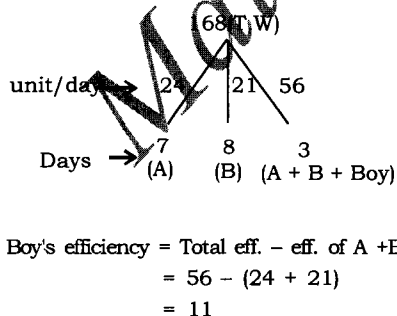 168(T.W)
unit/day → 24 21 56
Days → 7 8 3
(A) (B) (A + B + Boy)
Boy's efficiency = Total eff. – eff. of A +B
= 56 – (24 + 21)
= 11